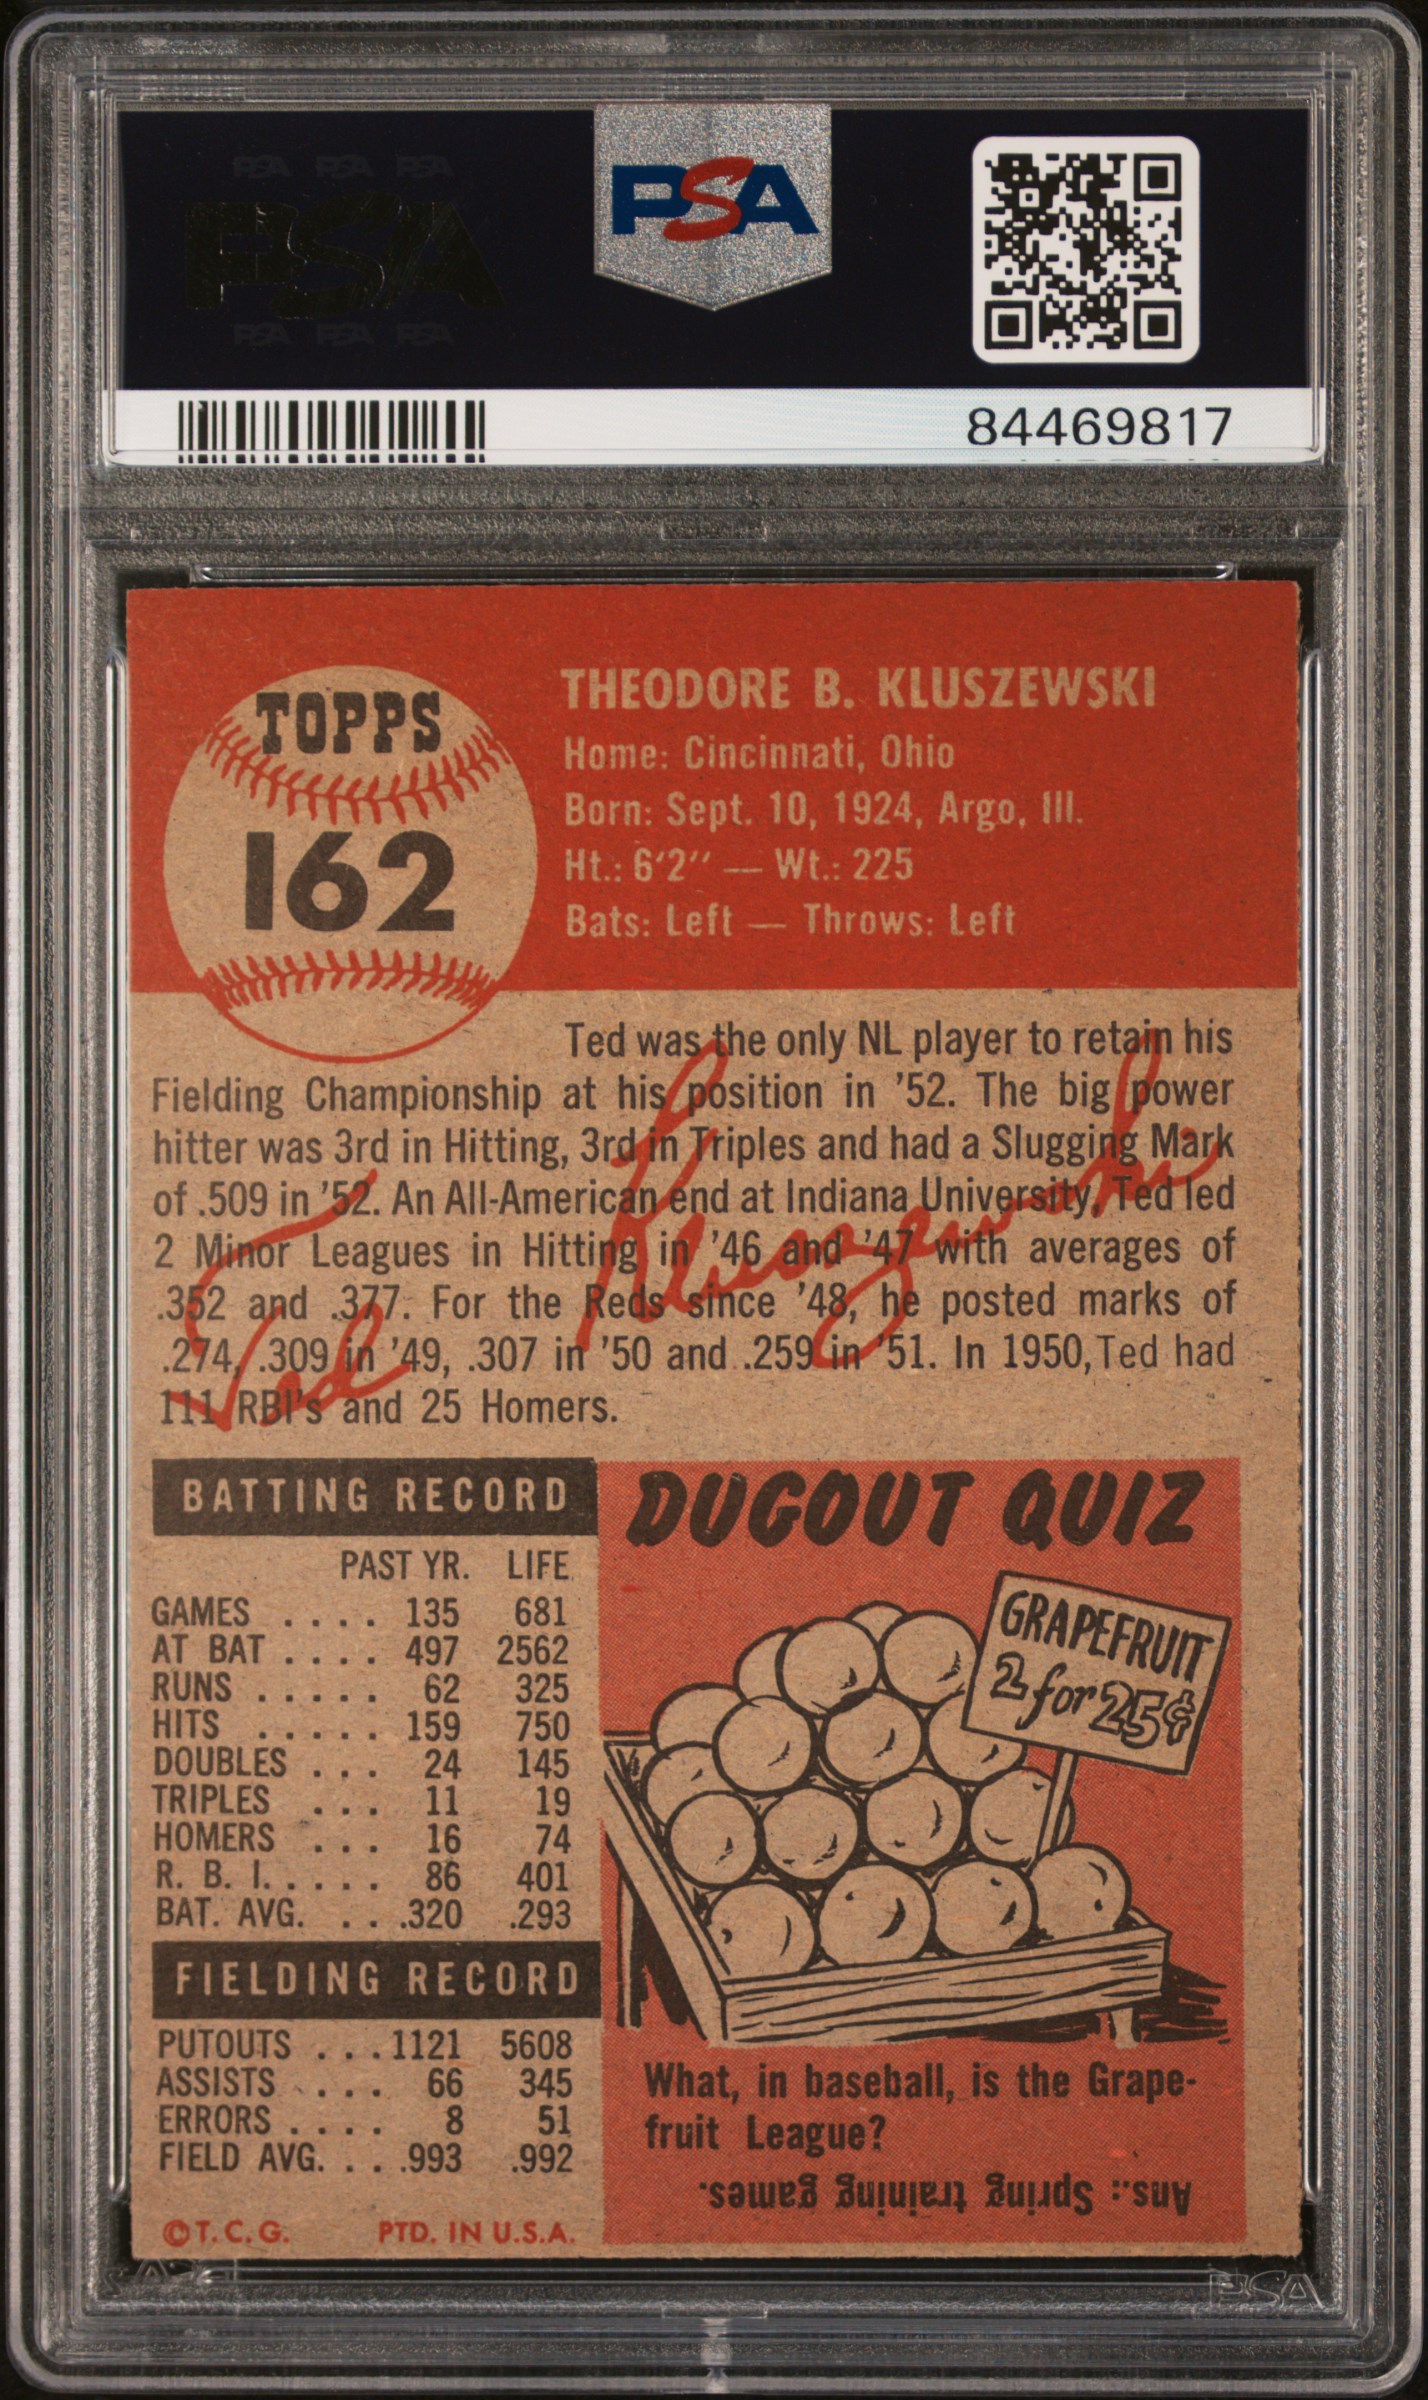 PSA PSA PSA
PSA
PSA PSA PSA
PSA
84469817
TOPPS
162
THEODORE B. KLUSZEWSKI
Home: Cincinnati, Ohio
Born: Sept. 10, 1924, Argo, Ill.
Ht.: 6'2" — Wt.: 225
Bats: Left — Throws: Left
Ted was the only NL player to retain his
Fielding Championship at his position in '52. The big power
hitter was 3rd in Hitting, 3rd in Triples and had a Slugging Mark
of .509 in '52. An All-American end at Indiana University, Ted led
2 Minor Leagues in Hitting in '46 and '47 with averages of
.352 and .377. For the Reds since '48, he posted marks of
.274, .309 in '49, .307 in '50 and .259 in '51. In 1950, Ted had
111 RBI's and 25 Homers.
Ted Kluszewski
BATTING RECORD
PAST YR. LIFE
GAMES . . . . 135 681
AT BAT . . . . 497 2562
RUNS . . . . . 62 325
HITS . . . . . 159 750
DOUBLES . . . 24 145
TRIPLES . . . 11 19
HOMERS . . . 16 74
R. B. I. . . . . 86 401
BAT. AVG. . . .320 .293
FIELDING RECORD
PUTOUTS . . . 1121 5608
ASSISTS . . . . 66 345
ERRORS . . . . 8 51
FIELD AVG. . . .993 .992
©T. C. G. PTD. IN U.S.A.
DUGOUT QUIZ
GRAPEFRUIT
2 for 25¢
What, in baseball, is the Grape-
fruit League?
Ans.: Spring training games.
PSA